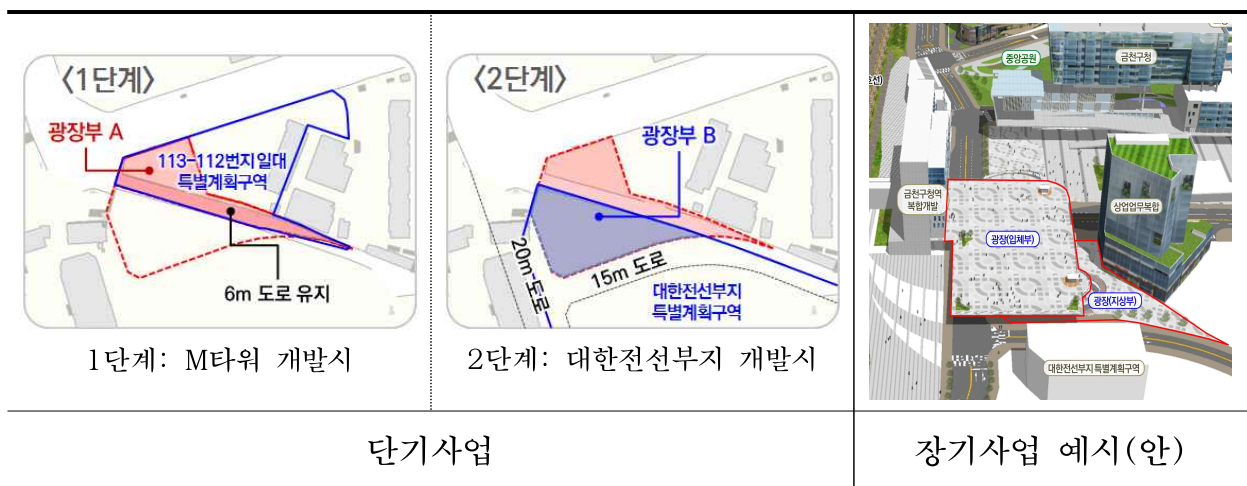 <1단계>
광장부 A
113-112번지 일대
특별계획구역
6m 도로 유지
1단계: M타워 개발시
<2단계>
광장부 B
20m 도로
15m 도로
대한전선부지
특별계획구역
2단계: 대한전선부지 개발시
중앙공원
금천구청
호선)
금천구청역
복합개발
상업업무복합
광장(입체부)
광장(지상부)
대한전선부지 특별계획구역
단기사업
장기사업 예시(안)